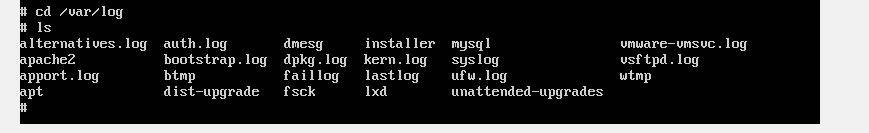 # cd /var/log
# ls
alternatives.log  auth.log       dmesg     installer  mysql                vmware-vmsvc.log
apache2           bootstrap.log  dpkg.log  kern.log   syslog               vsftpd.log
apport.log        btmp           faillog   lastlog    ufw.log              wtmp
apt               dist-upgrade   fsck      lxd        unattended-upgrades
#